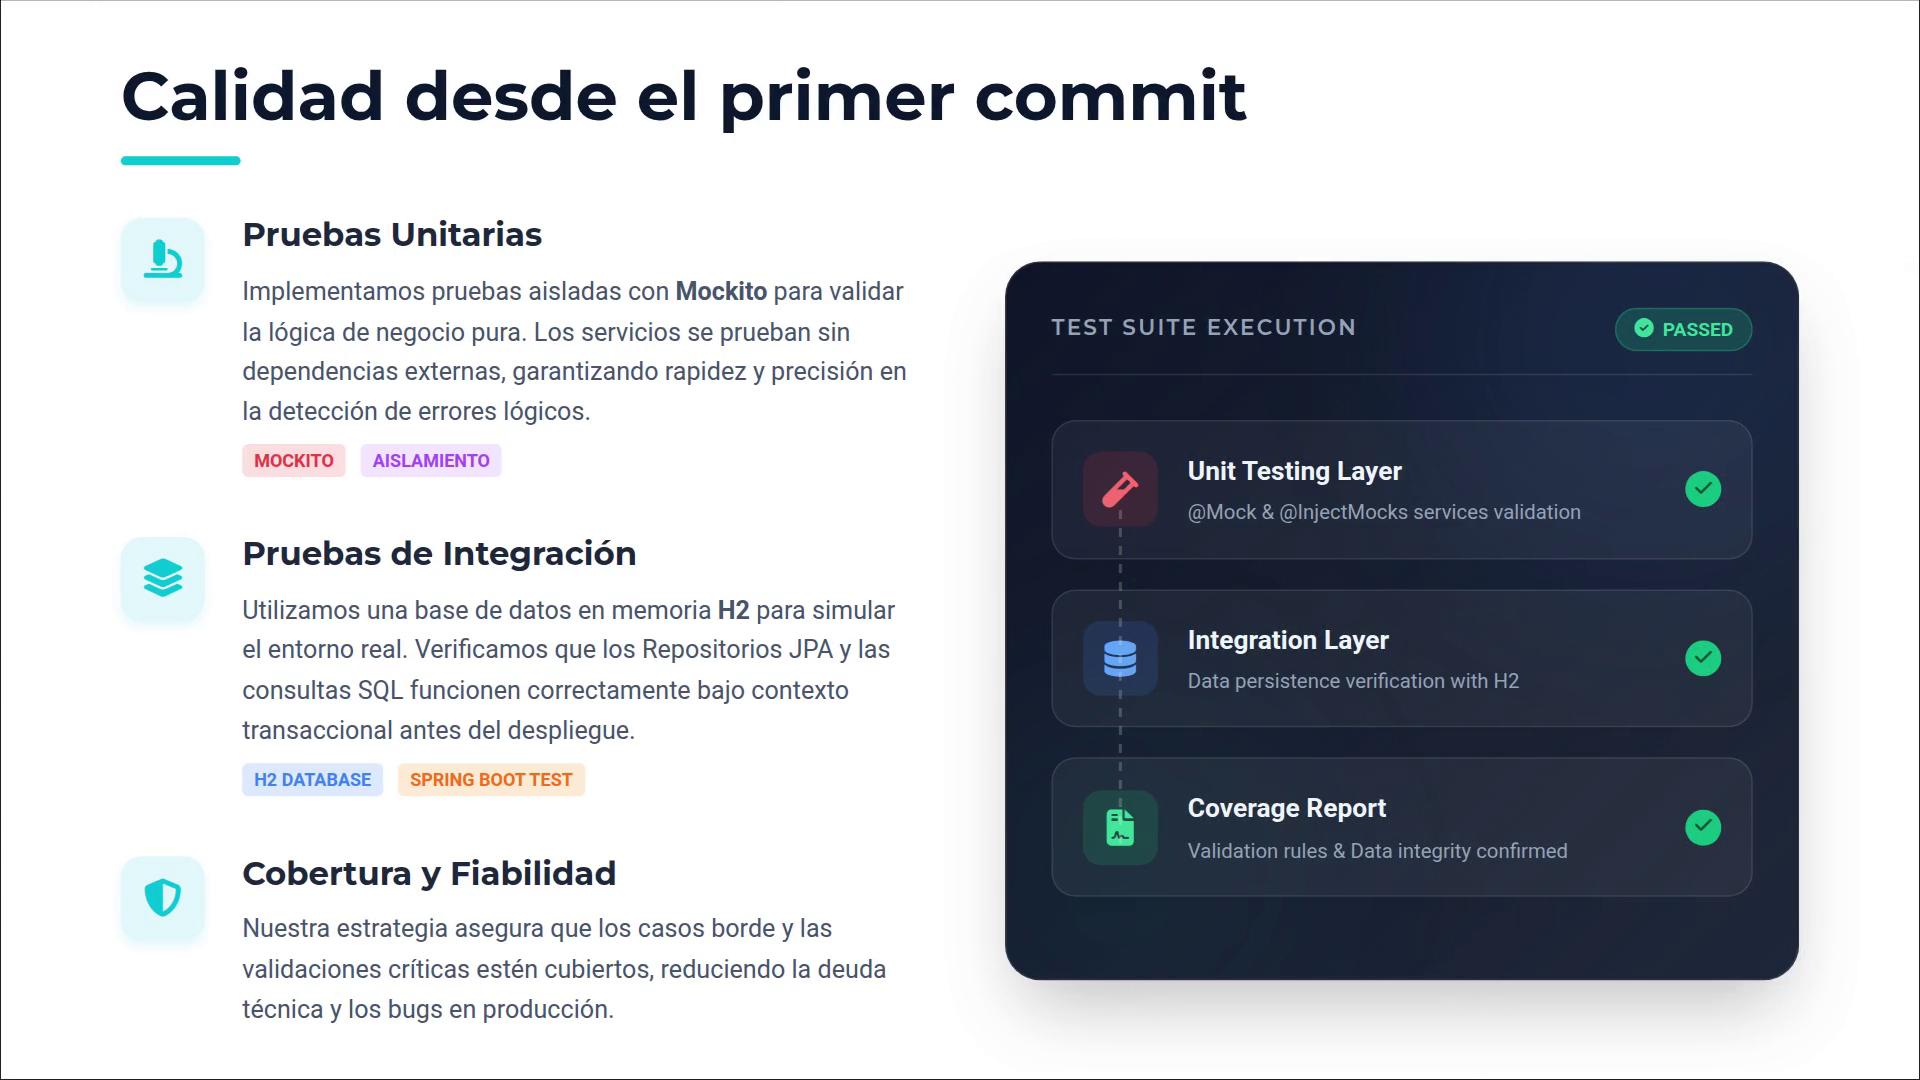 Calidad desde el primer commit
Pruebas Unitarias
Implementamos pruebas aisladas con Mockito para validar
la lógica de negocio pura. Los servicios se prueban sin
dependencias externas, garantizando rapidez y precisión en
la detección de errores lógicos.
MOCKITO AISLAMIENTO
Pruebas de Integración
Utilizamos una base de datos en memoria H2 para simular
el entorno real. Verificamos que los Repositorios JPA y las
consultas SQL funcionen correctamente bajo contexto
transaccional antes del despliegue.
H2 DATABASE SPRING BOOT TEST
Cobertura y Fiabilidad
Nuestra estrategia asegura que los casos borde y las
validaciones críticas estén cubiertos, reduciendo la deuda
técnica y los bugs en producción.
TEST SUITE EXECUTION PASSED
Unit Testing Layer
@Mock & @InjectMocks services validation
Integration Layer
Data persistence verification with H2
Coverage Report
Validation rules & Data integrity confirmed